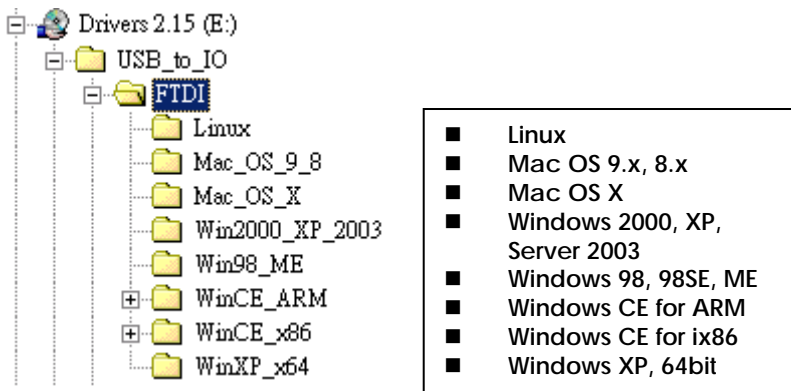 Drivers 2.15 (E:)
USB_to_IO
FTDI
Linux
Mac_OS_9_8
Mac_OS_X
Win2000_XP_2003
Win98_ME
WinCE_ARM
WinCE_x86
WinXP_x64
■ Linux
■ Mac OS 9.x, 8.x
■ Mac OS X
■ Windows 2000, XP,
Server 2003
■ Windows 98, 98SE, ME
■ Windows CE for ARM
■ Windows CE for ix86
■ Windows XP, 64bit